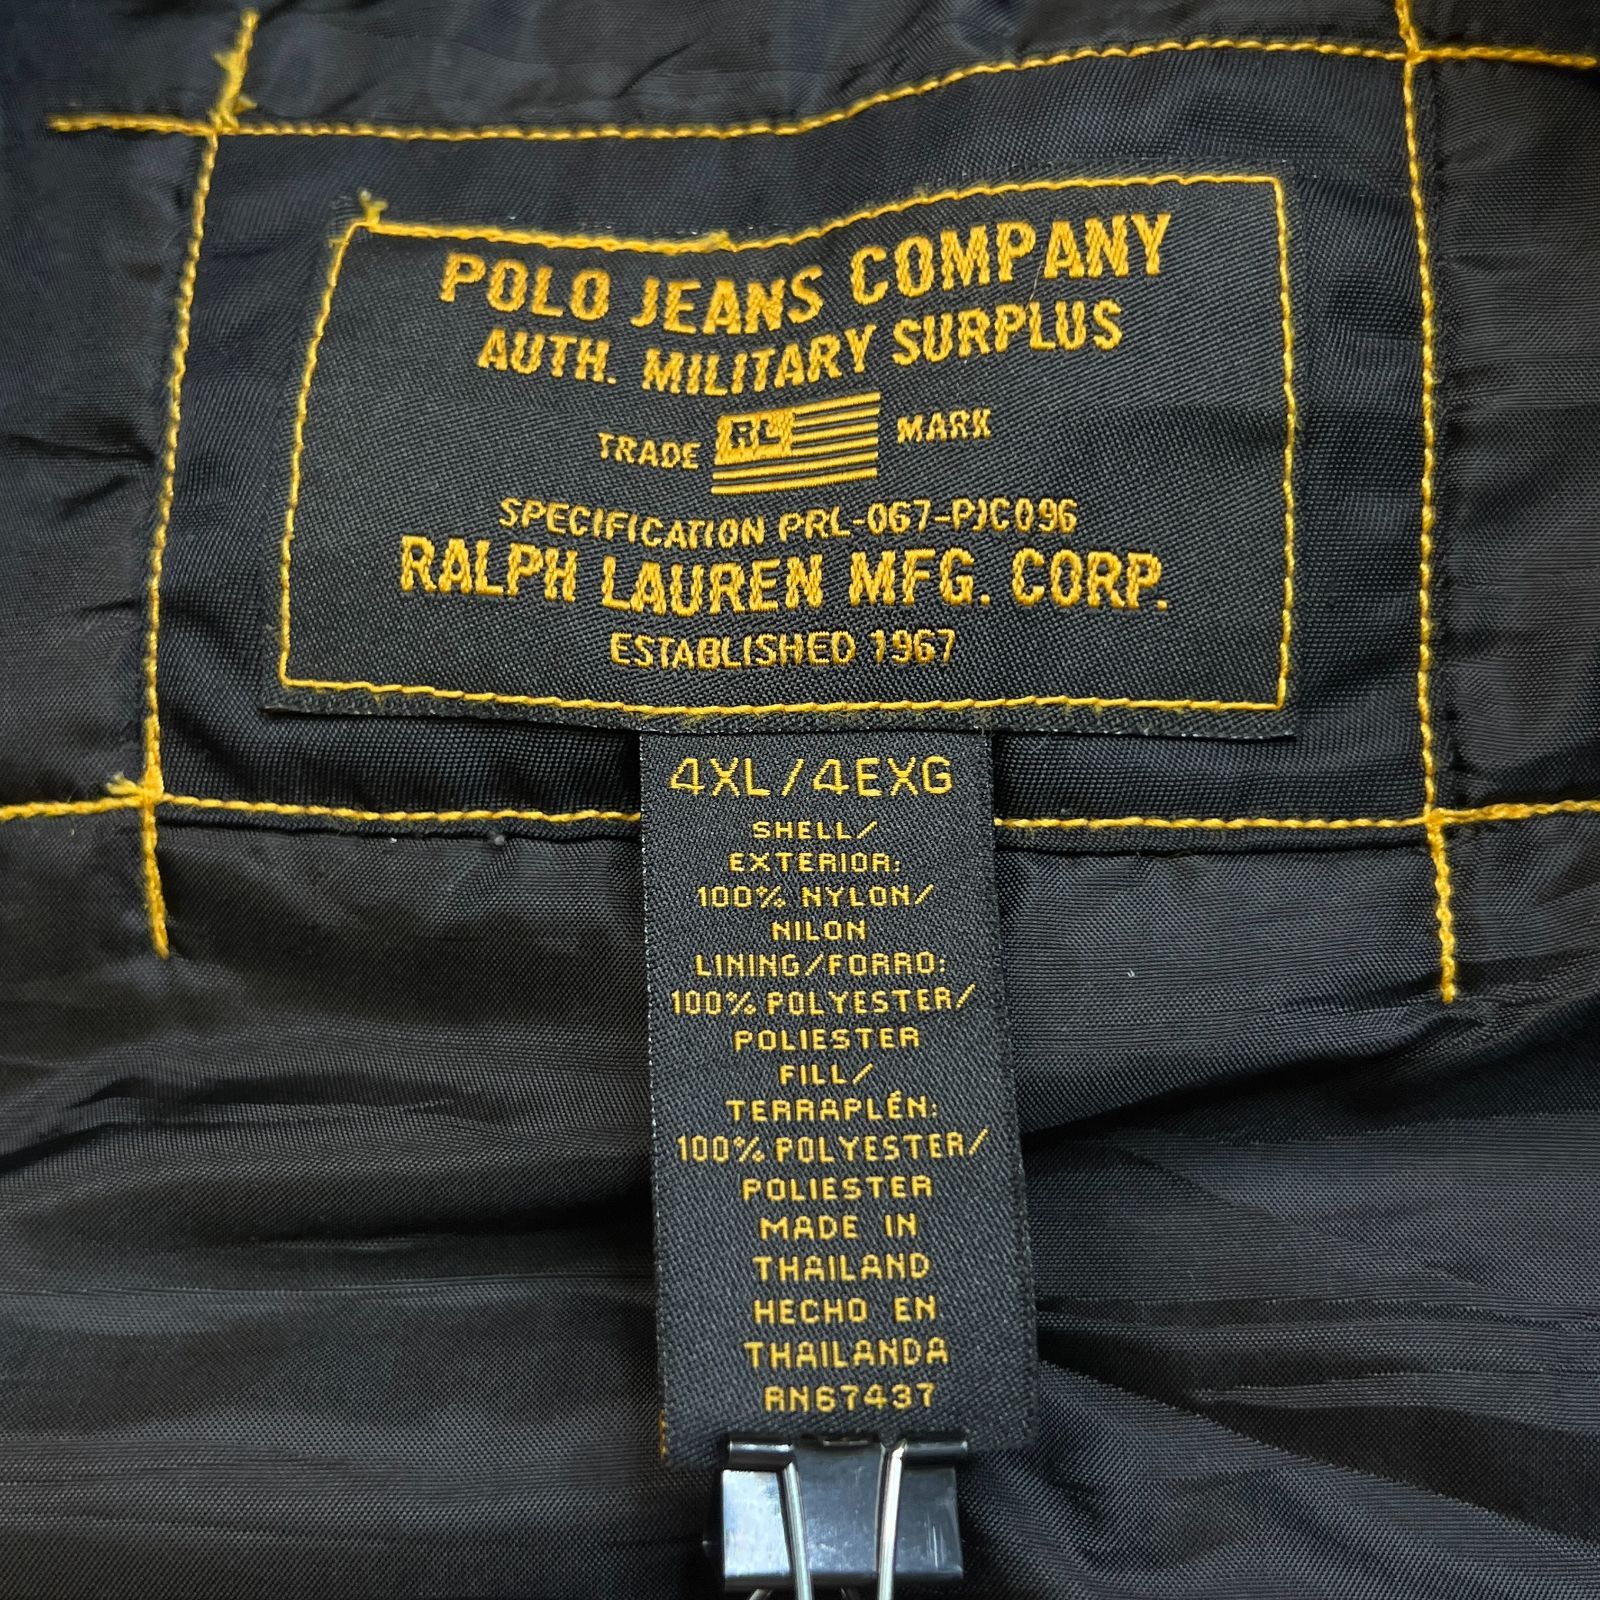 POLO JEANS COMPANY
AUTH. MILITARY SURPLUS
TRADE RL MARK
SPECIFICATION PRL-067-PJC096
RALPH LAUREN MFG. CORP.
ESTABLISHED 1967
4XL/4EXG
SHELL/
EXTERIOR:
100% NYLON/
NILON
LINING/FORRO:
100% POLYESTER/
POLIESTER
FILL/
TERRAPLÉN:
100% POLYESTER/
POLIESTER
MADE IN
THAILAND
HECHO EN
THAILANDA
RN67437